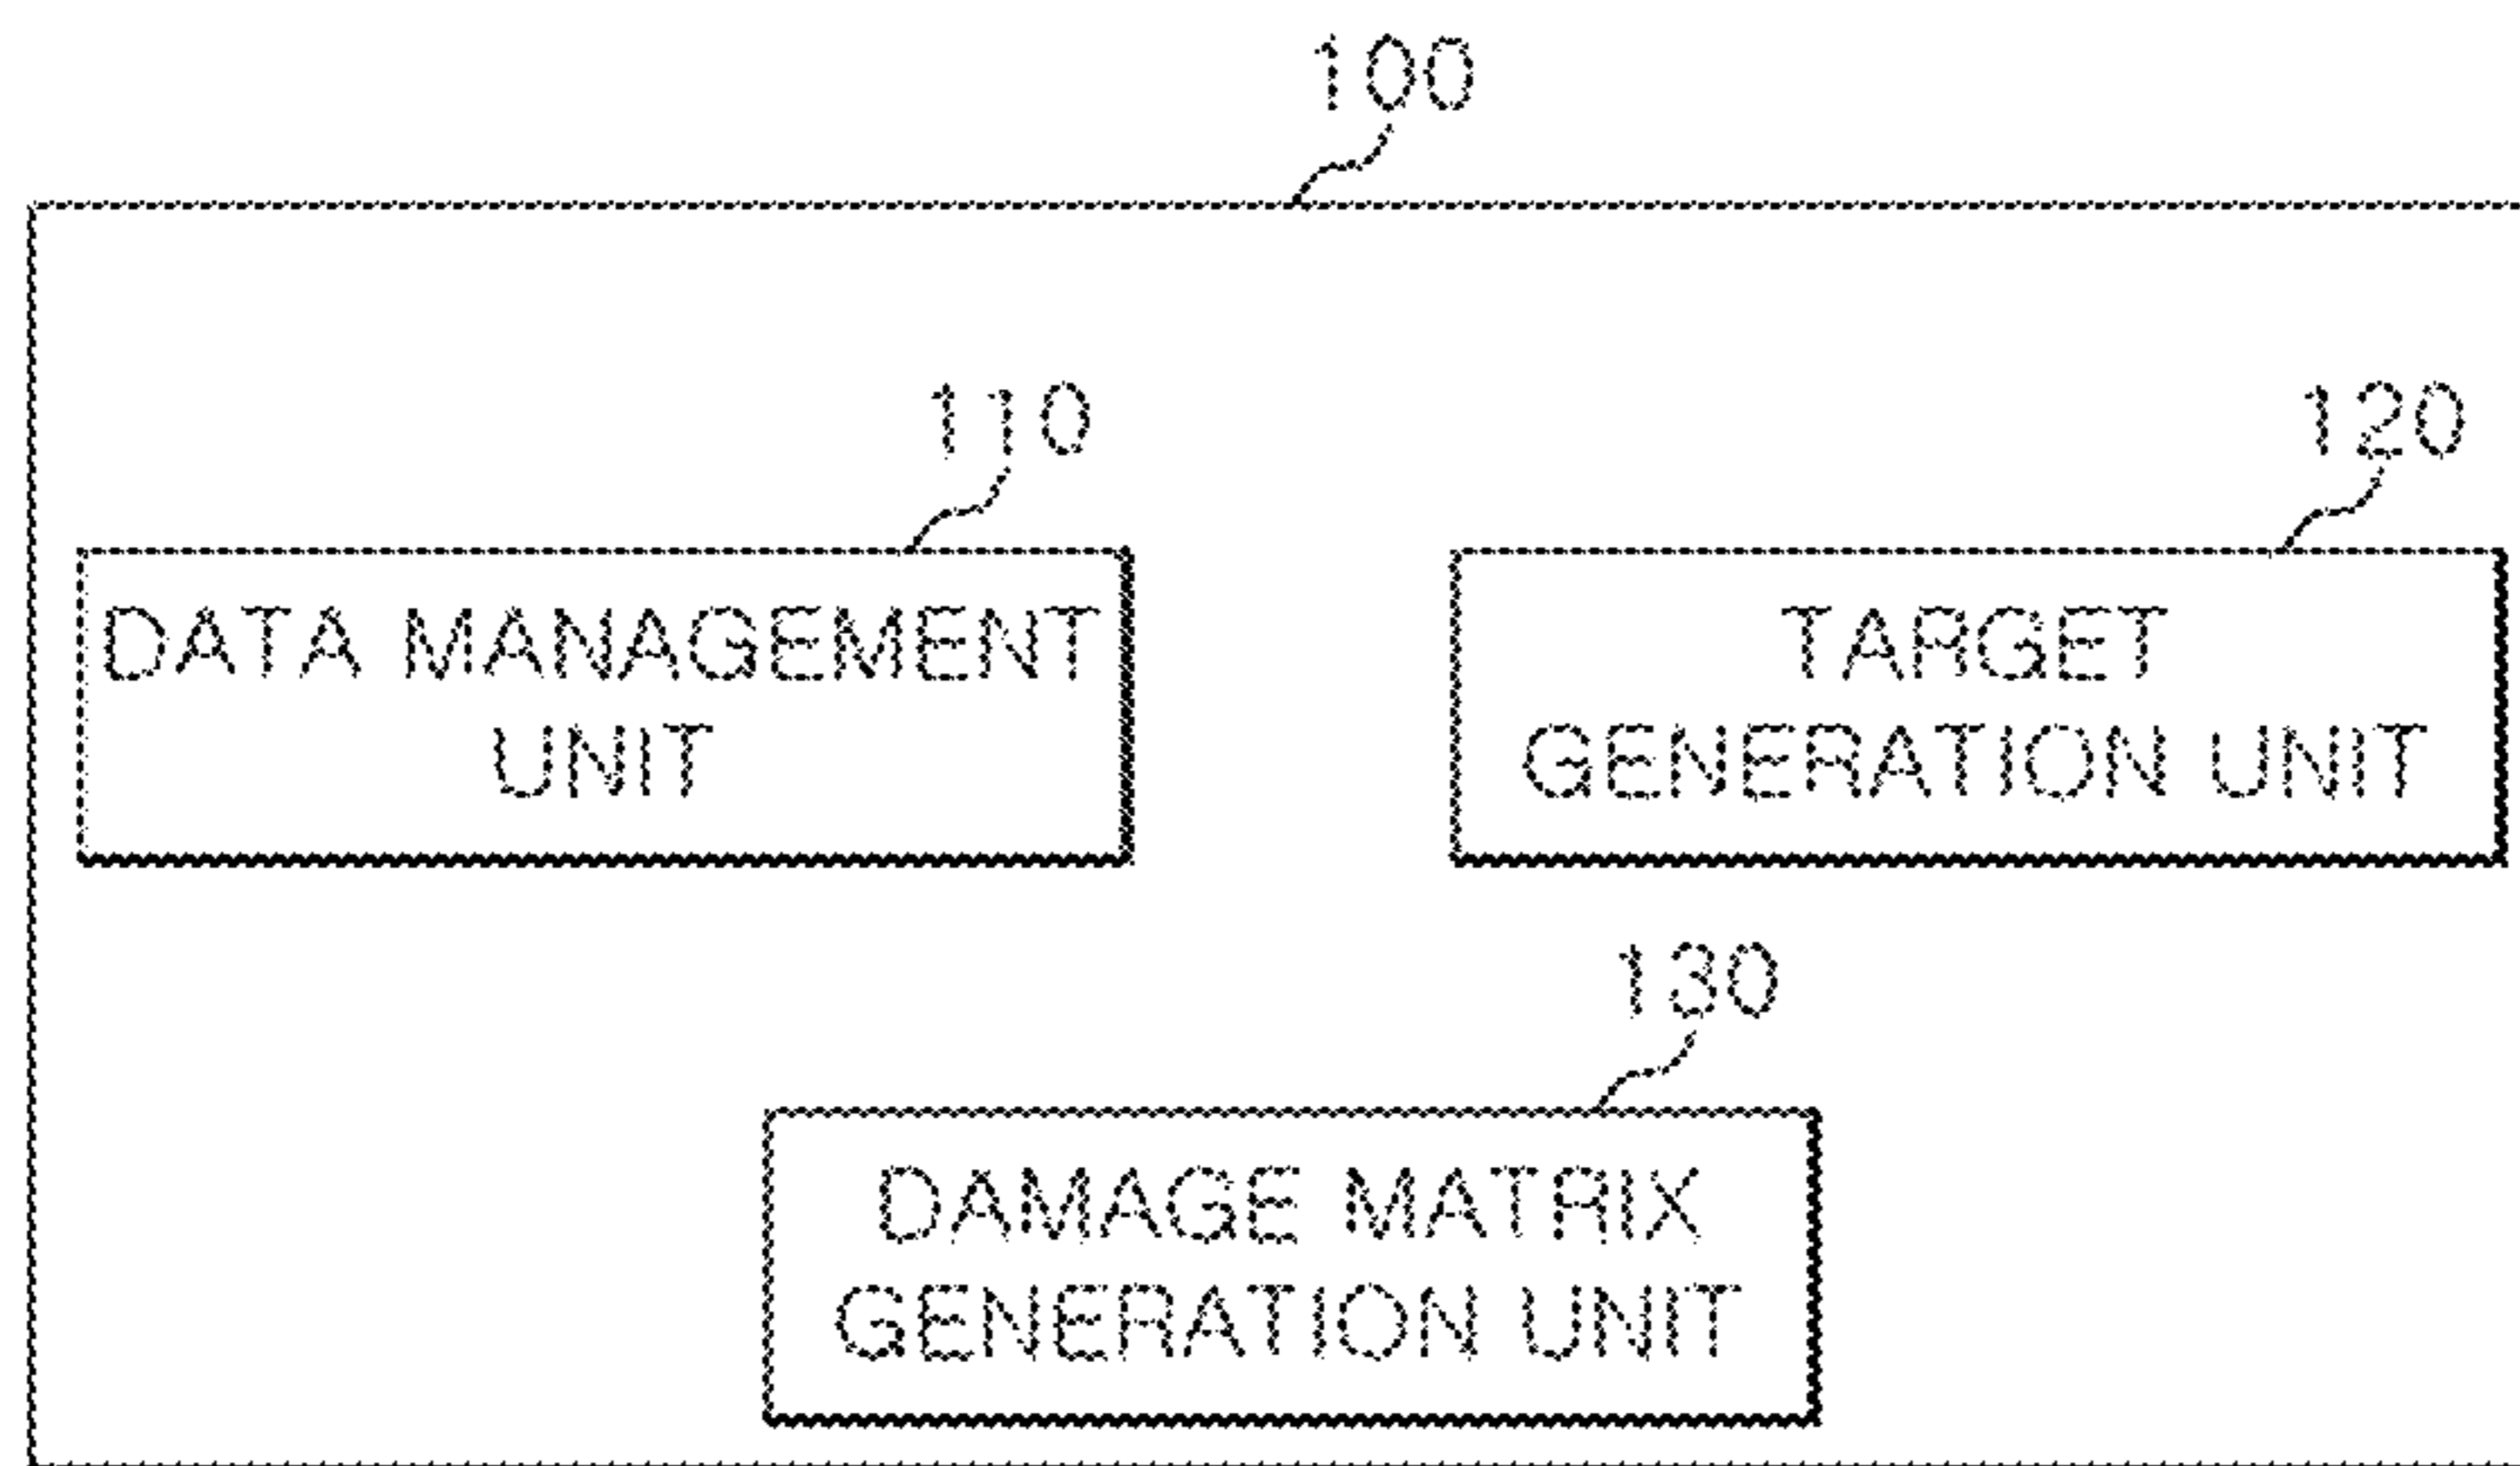 100
110
120
DATA MANAGEMENT
UNIT
TARGET
GENERATION UNIT
130
DAMAGE MATRIX
GENERATION UNIT